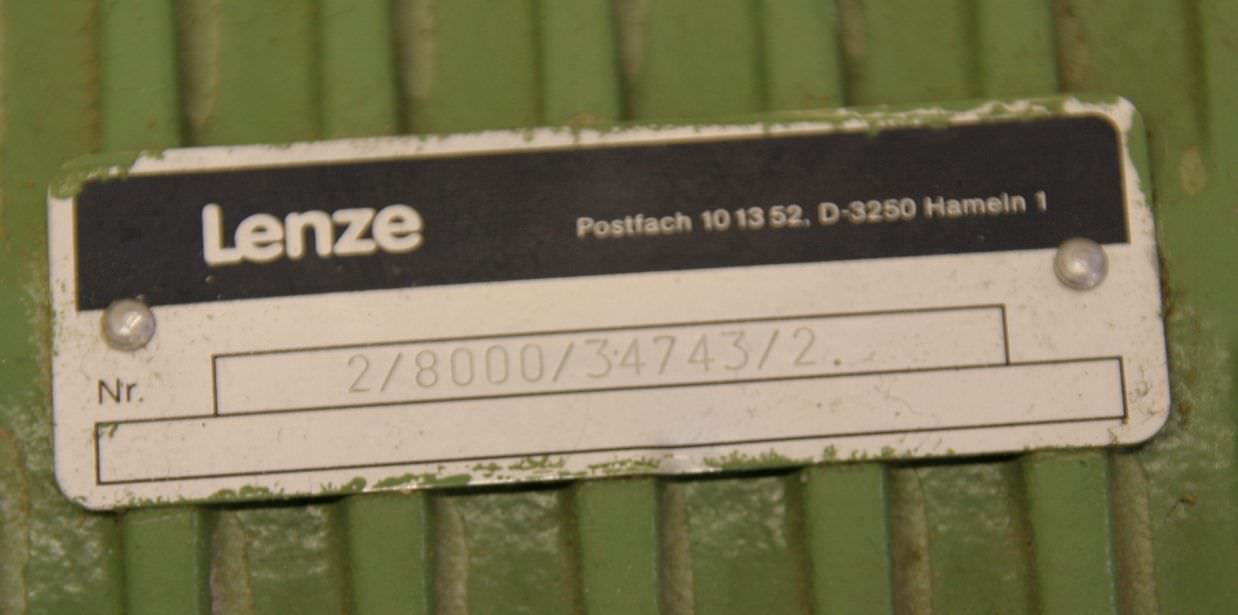 Lenze
Postfach 10 13 52, D-3250 Hameln 1
Nr. 2/8000/34743/2.